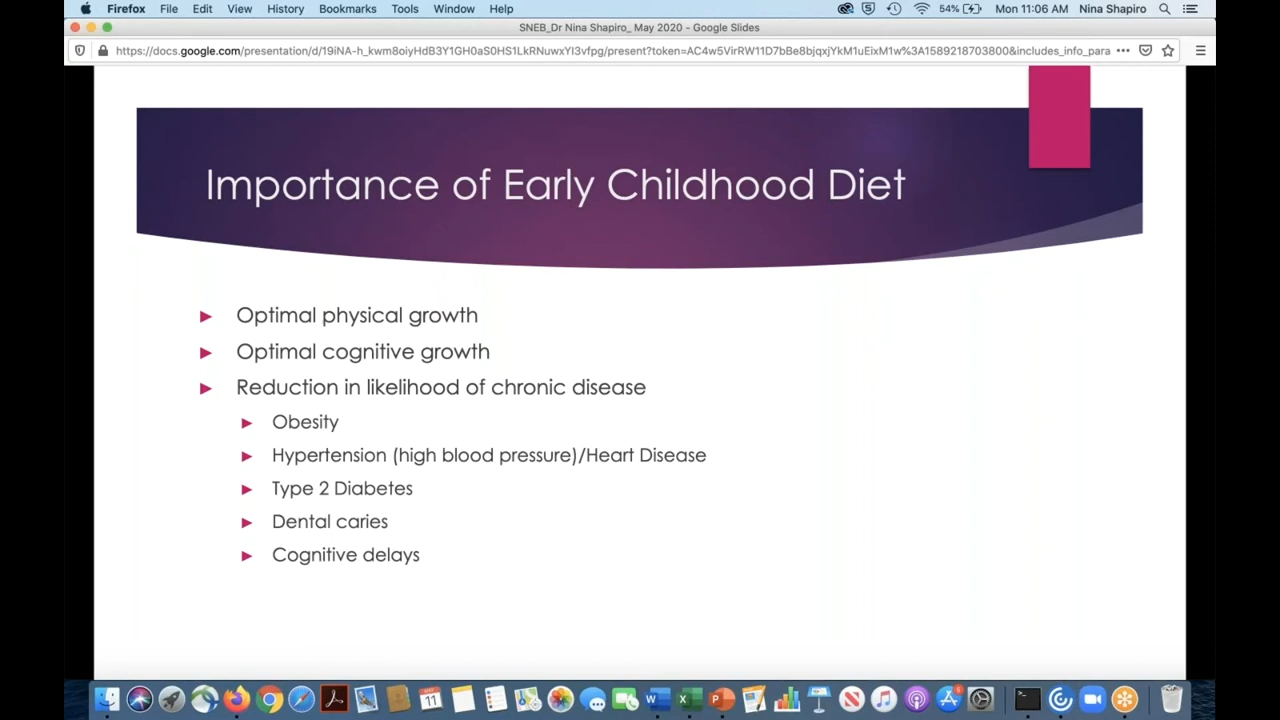 Firefox File Edit View History Bookmarks Tools Window Help 54% Mon 11:06 AM Nina Shapiro
SNEB_Dr Nina Shapiro_ May 2020 - Google Slides
https://docs.google.com/presentation/d/19iNA-h_kwm8oiyHdB3Y1GH0aS0HS1LkRNuwxYI3vfpg/present?token=AC4w5VirRW11D7bBe8bjqxjYkM1uEixM1w%3A1589218703800&includes_info_para
Importance of Early Childhood Diet
► Optimal physical growth
► Optimal cognitive growth
► Reduction in likelihood of chronic disease
► Obesity
► Hypertension (high blood pressure)/Heart Disease
► Type 2 Diabetes
► Dental caries
► Cognitive delays